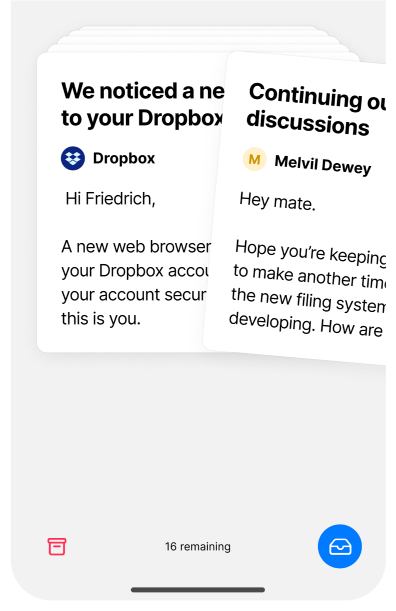 We noticed a ne
to your Dropbox
Dropbox
Hi Friedrich,
A new web browser
your Dropbox accou
your account secur
this is you.
Continuing ou
discussions
M
Melvil Dewey
Hey mate.
Hope you’re keeping
to make another time
the new filing system
developing. How are
16 remaining